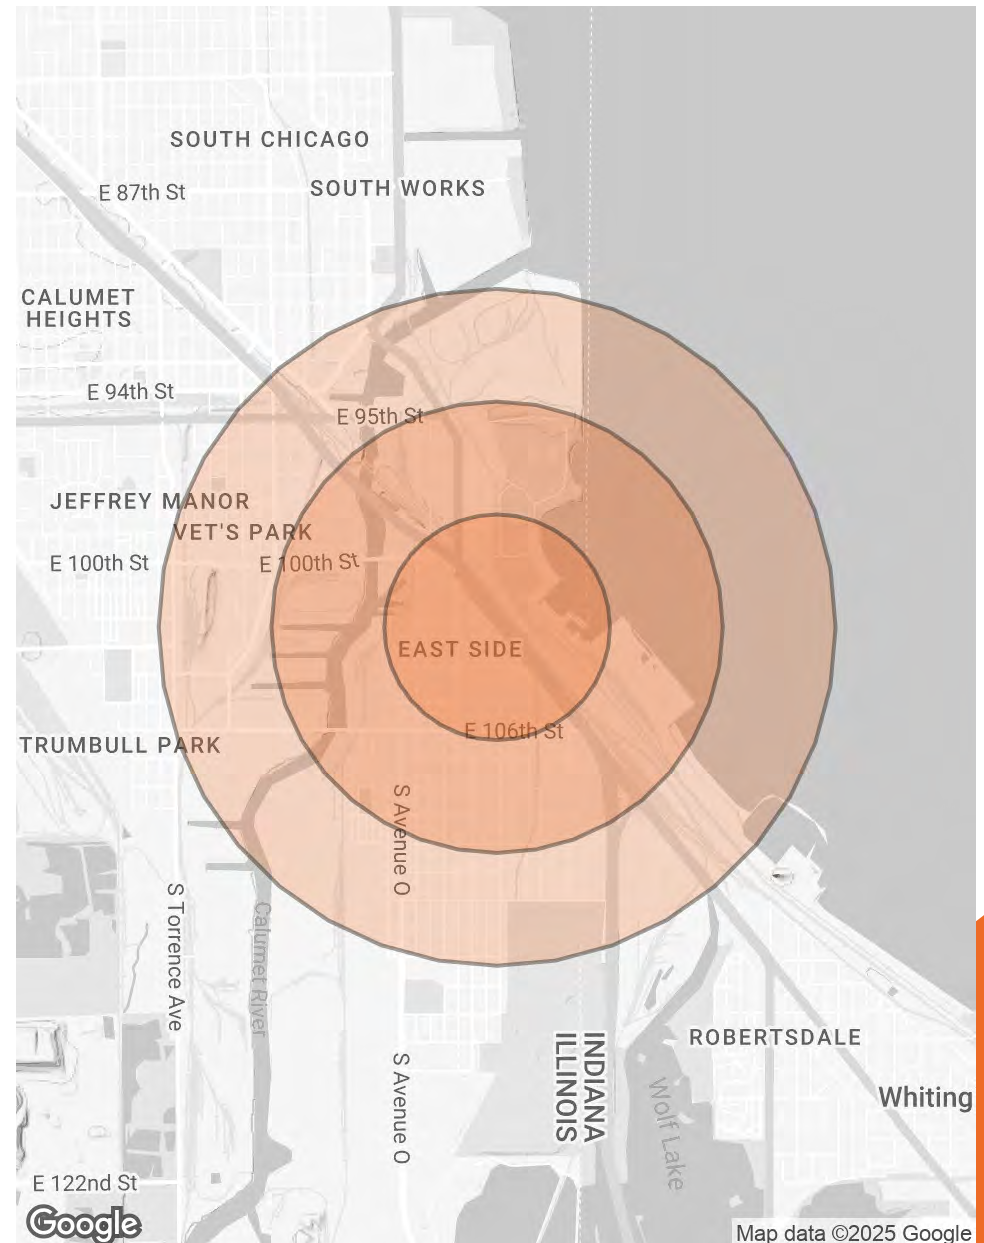 SOUTH CHICAGO
SOUTH WORKS
E 87th St
CALUMET
HEIGHTS
E 94th St
E 95th St
JEFFREY MANOR
VET'S PARK
E 100th St
E 100th St
EAST SIDE
E 106th St
TRUMBULL PARK
S Avenue O
S Torrence Ave
Calumet River
ROBERTSDALE
INDIANA
ILLINOIS
S Avenue O
Wolf Lake
Whiting
E 122nd St
Google
Map data ©2025 Google